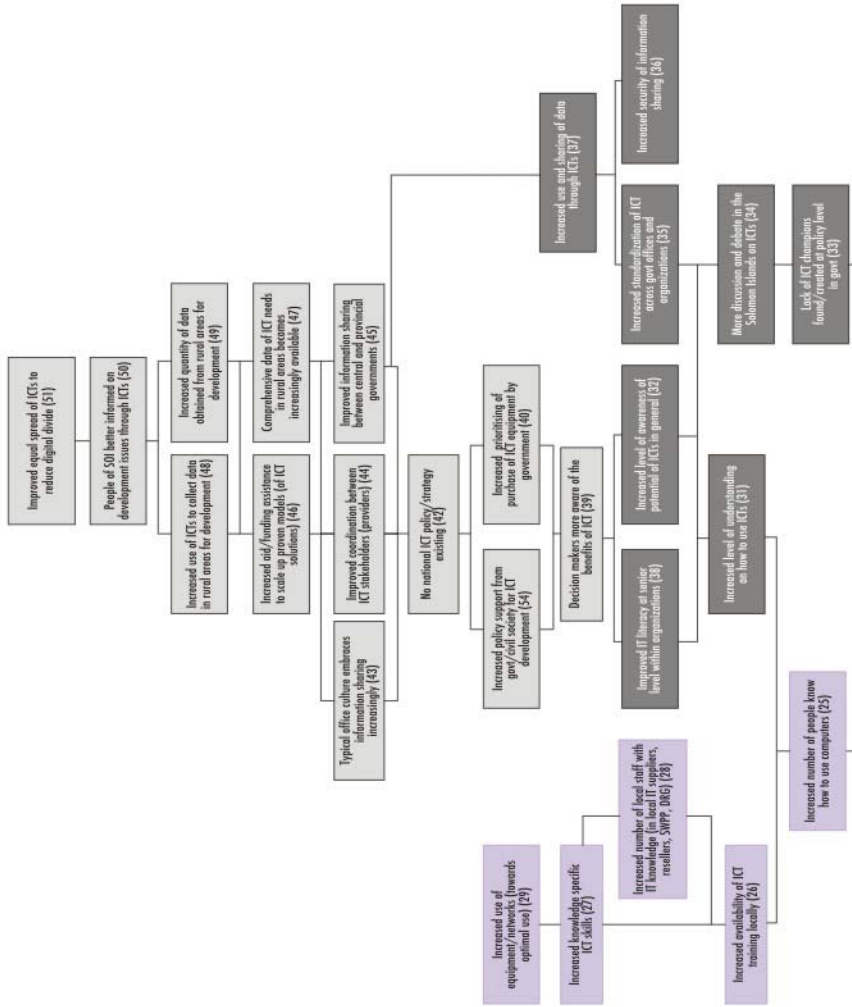 Improved equal spread of ICTs to
reduce digital divide (51)
People of SOI better informed on
development issues through ICTs (50)
Increased use of ICTs to collect data
in rural areas for development (48)
Increased quantity of data
obtained from rural areas for
development (49)
Increased aid/funding assistance
to scale up proven models (of ICT
solutions) (46)
Comprehensive data of ICT needs
in rural areas becomes
increasingly available (47)
Typical office culture embraces
information sharing
increasingly (43)
Improved coordination between
ICT stakeholders (providers) (44)
Improved information sharing
between central and provincial
governments (45)
No national ICT policy/strategy
existing (42)
Increased policy support from
govt/civil society for ICT
development (54)
Increased prioritising of
purchase of ICT equipment by
government (40)
Increased use and sharing of data
through ICTs (37)
Decision makers more aware of the
benefits of ICT (39)
Increased use of
equipment/networks (towards
optimal use) (29)
Increased knowledge specific
ICT skills (27)
Increased number of local staff with
IT knowledge (in local IT suppliers,
resellers, SWPP, DRG) (28)
Improved IT literacy at senior
level within organizations (38)
Increased level of awareness of
potential of ICTs in general (32)
Increased standardization of ICT
across govt offices and
organizations (35)
Increased security of information
sharing (36)
Increased availability of ICT
training locally (26)
Increased level of understanding
on how to use ICTs (31)
More discussion and debate in the
Solomon Islands on ICTs (34)
Increased number of people know
how to use computers (25)
Lack of ICT champions
found/created at policy level
in govt (33)